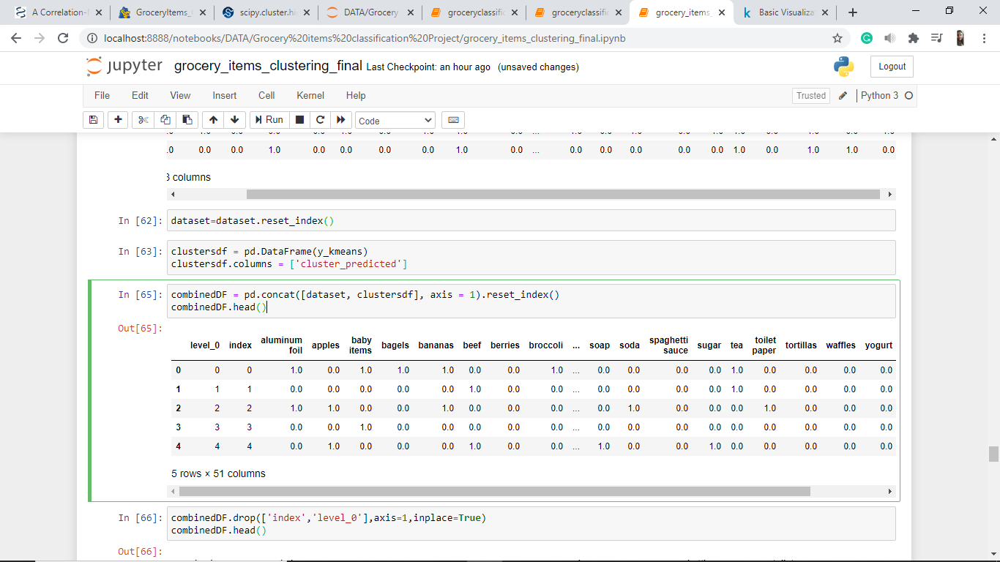 A Correlation-
GroceryItems_
scipy.cluster.hi
DATA/Grocery
groceryclassific
groceryclassific
grocery_items_
k Basic Visualiza
localhost:8888/notebooks/DATA/Grocery%20items%20classification%20Project/grocery_items_clustering_final.ipynb
jupyter grocery_items_clustering_final Last Checkpoint: an hour ago (unsaved changes)
Logout
File Edit View Insert Cell Kernel Help
Trusted Python 3
Run Code
.0 0.0 0.0 1.0 0.0 0.0 0.0 0.0 1.0 0.0 ... 0.0 0.0 0.0 0.0 0.0 1.0 0.0 1.0 1.0 0.0
3 columns
In [62]: dataset=dataset.reset_index()
In [63]: clustersdf = pd.DataFrame(y_kmeans)
clustersdf.columns = ['cluster_predicted']
In [65]: combinedDF = pd.concat([dataset, clustersdf], axis = 1).reset_index()
combinedDF.head()
Out[65]:
level_0 index aluminum foil apples baby items bagels bananas beef berries broccoli ... soap soda spaghetti sauce sugar tea toilet paper tortillas waffles yogurt
0 0 0 1.0 0.0 1.0 1.0 1.0 0.0 0.0 1.0 ... 0.0 0.0 0.0 0.0 1.0 0.0 0.0 0.0 0.0
1 1 1 0.0 0.0 0.0 0.0 0.0 1.0 0.0 0.0 ... 0.0 0.0 0.0 0.0 1.0 0.0 0.0 0.0 0.0
2 2 2 1.0 1.0 0.0 0.0 1.0 0.0 0.0 0.0 ... 0.0 1.0 0.0 0.0 0.0 1.0 0.0 0.0 0.0
3 3 3 0.0 0.0 1.0 0.0 0.0 0.0 0.0 0.0 ... 0.0 0.0 0.0 0.0 0.0 0.0 0.0 0.0 0.0
4 4 4 0.0 1.0 0.0 0.0 0.0 1.0 0.0 0.0 ... 1.0 0.0 0.0 1.0 0.0 0.0 0.0 0.0 0.0
5 rows × 51 columns
In [66]: combinedDF.drop(['index','level_0'],axis=1,inplace=True)
combinedDF.head()
Out[66]: